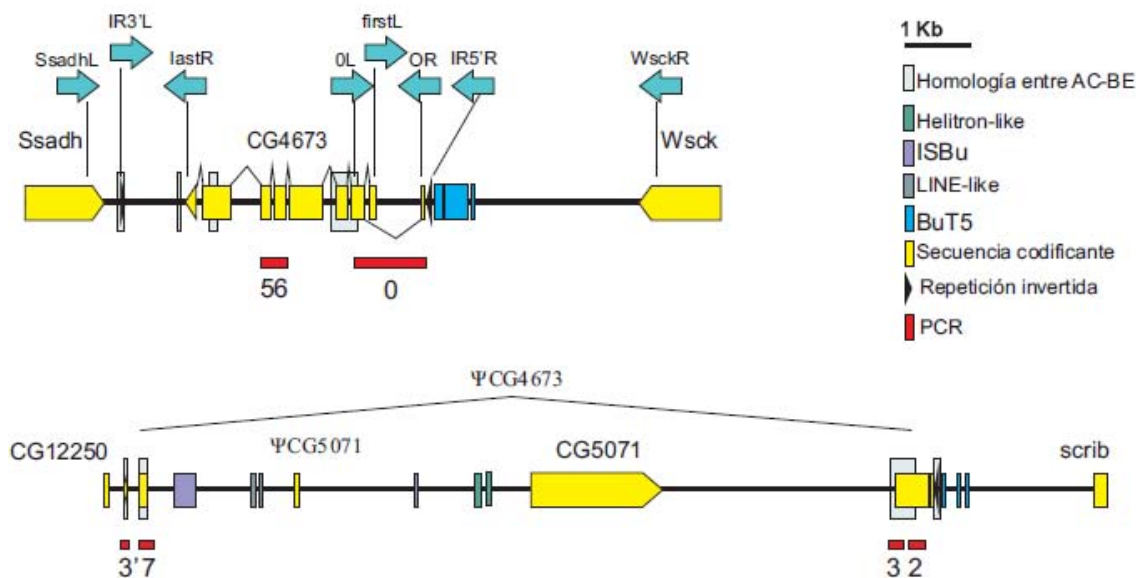 IR3'L
firstL
SsadhL
lastR
0L
OR
IR5'R
WsckR
Ssadh
CG4673
Wsck
56
0
1 Kb
Homología entre AC-BE
Helitron-like
ISBu
LINE-like
BuT5
Secuencia codificante
Repetición invertida
PCR
ΨCG4673
CG12250
ΨCG5071
CG5071
scrib
3'7
3 2